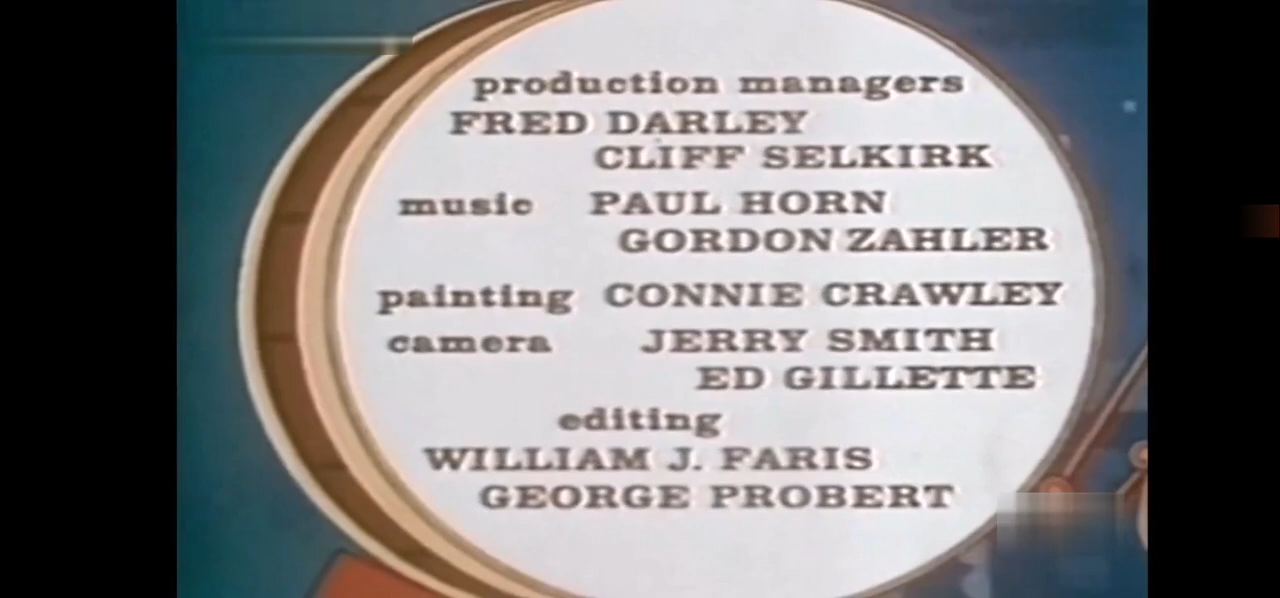 production managers
FRED DARLEY
CLIFF SELKIRK
music PAUL HORN
GORDON ZAHLER
painting CONNIE CRAWLEY
camera JERRY SMITH
ED GILLETTE
editing
WILLIAM J. FARIS
GEORGE PROBERT